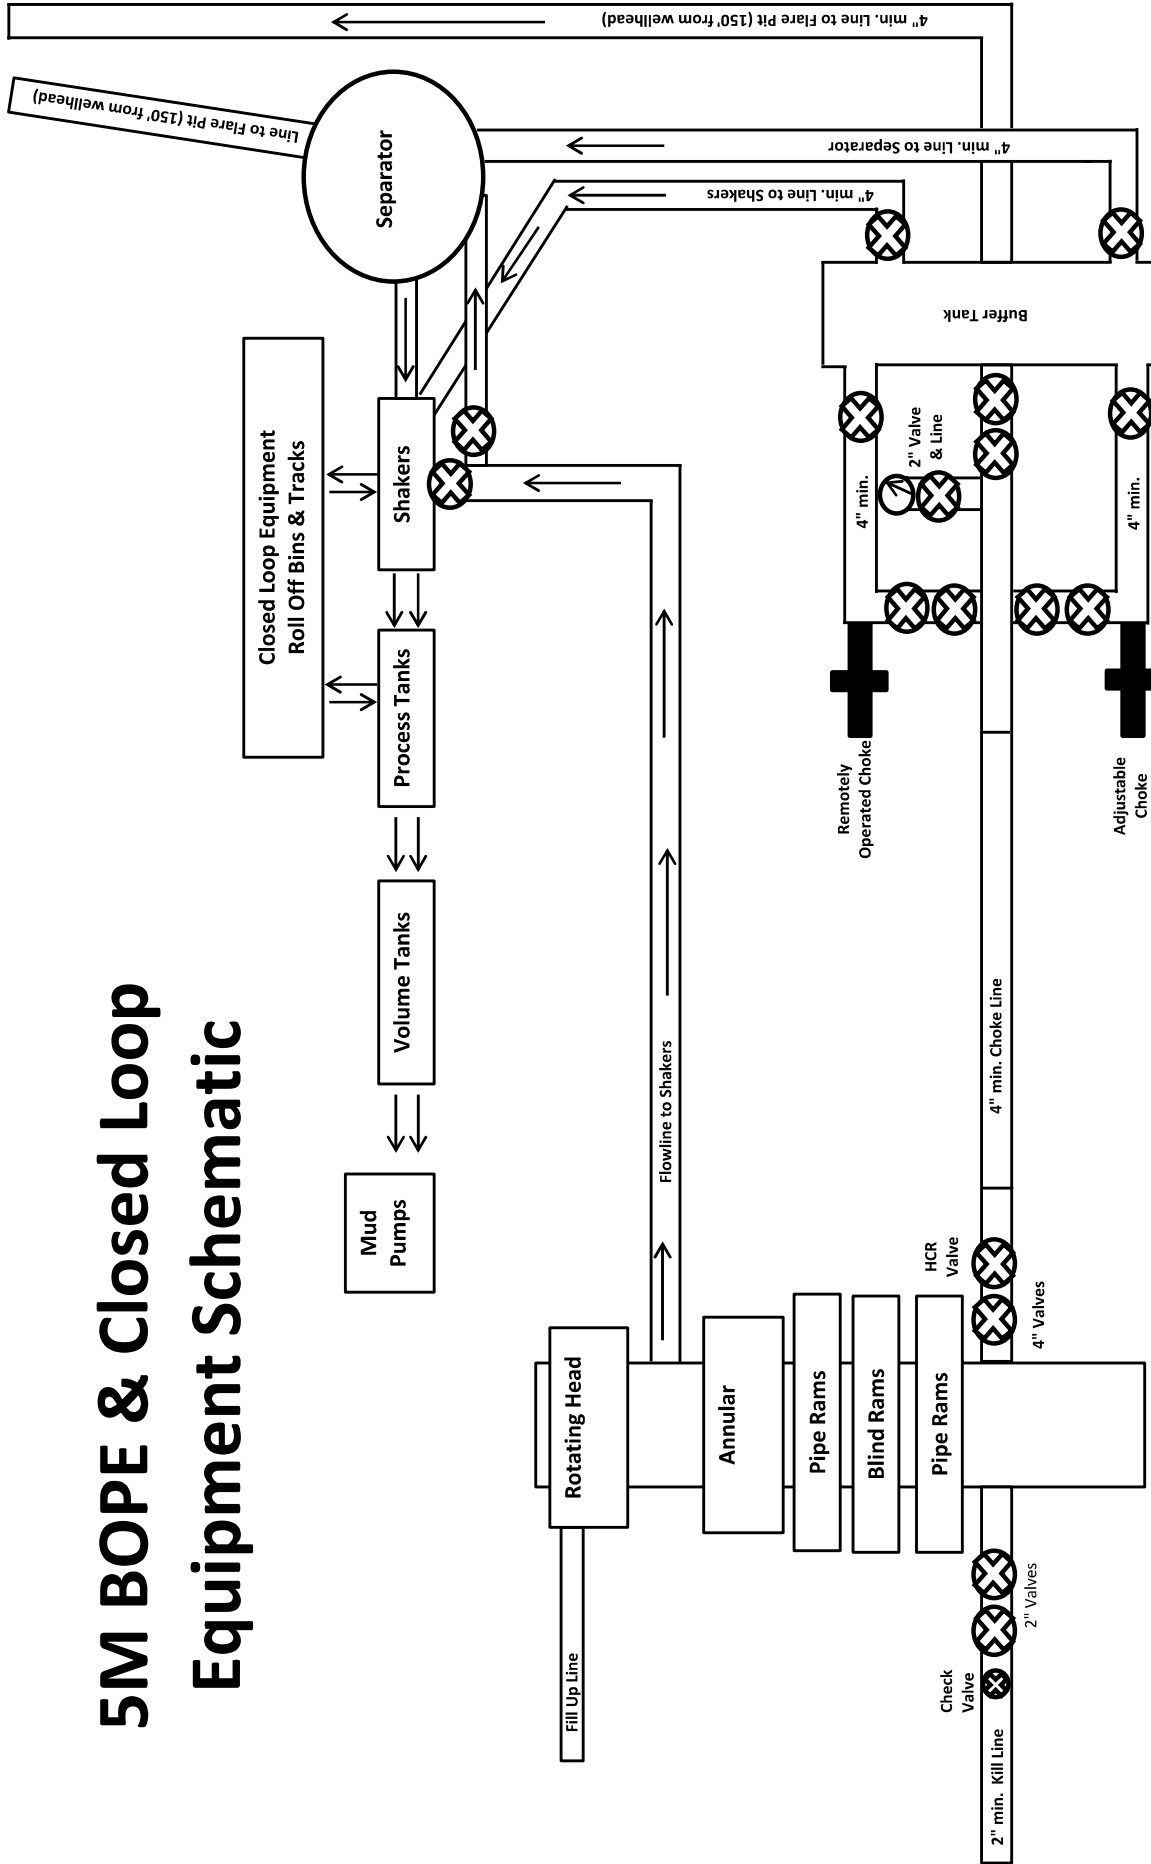 5M BOPE & Closed Loop
Equipment Schematic
Mud
Pumps
Volume Tanks
Process Tanks
Shakers
Closed Loop Equipment
Roll Off Bins & Tracks
Separator
Line to Flare Pit (150' from wellhead)
4" min. Line to Flare Pit (150' from wellhead)
4" min. Line to Separator
4" min. Line to Shakers
Fill Up Line
Rotating Head
Flowline to Shakers
Annular
Pipe Rams
Blind Rams
Pipe Rams
2" min. Kill Line
Check
Valve
2" Valves
4" Valves
HCR
Valve
4" min. Choke Line
Remotely
Operated Choke
Adjustable
Choke
4" min.
2" Valve
& Line
4" min.
Buffer Tank